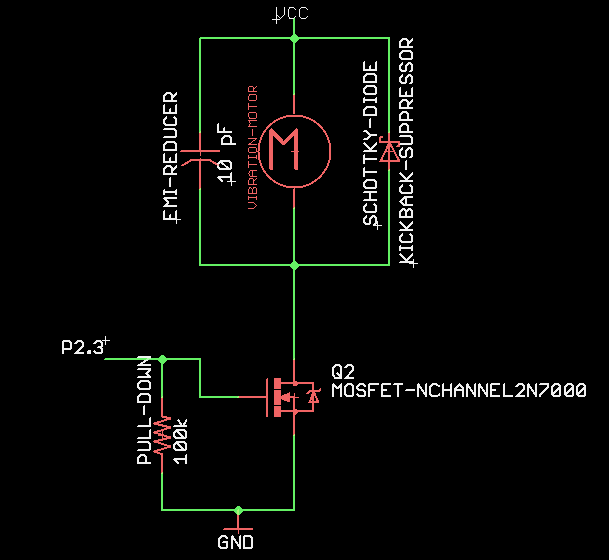 VCC
EMI-REDUCER
10 pF
VIBRATION-MOTOR
M
SCHOTTKY-DIODE
KICKBACK-SUPPRESSOR
P2.3
PULL-DOWN
100k
Q2
MOSFET-NCHANNEL2N7000
GND